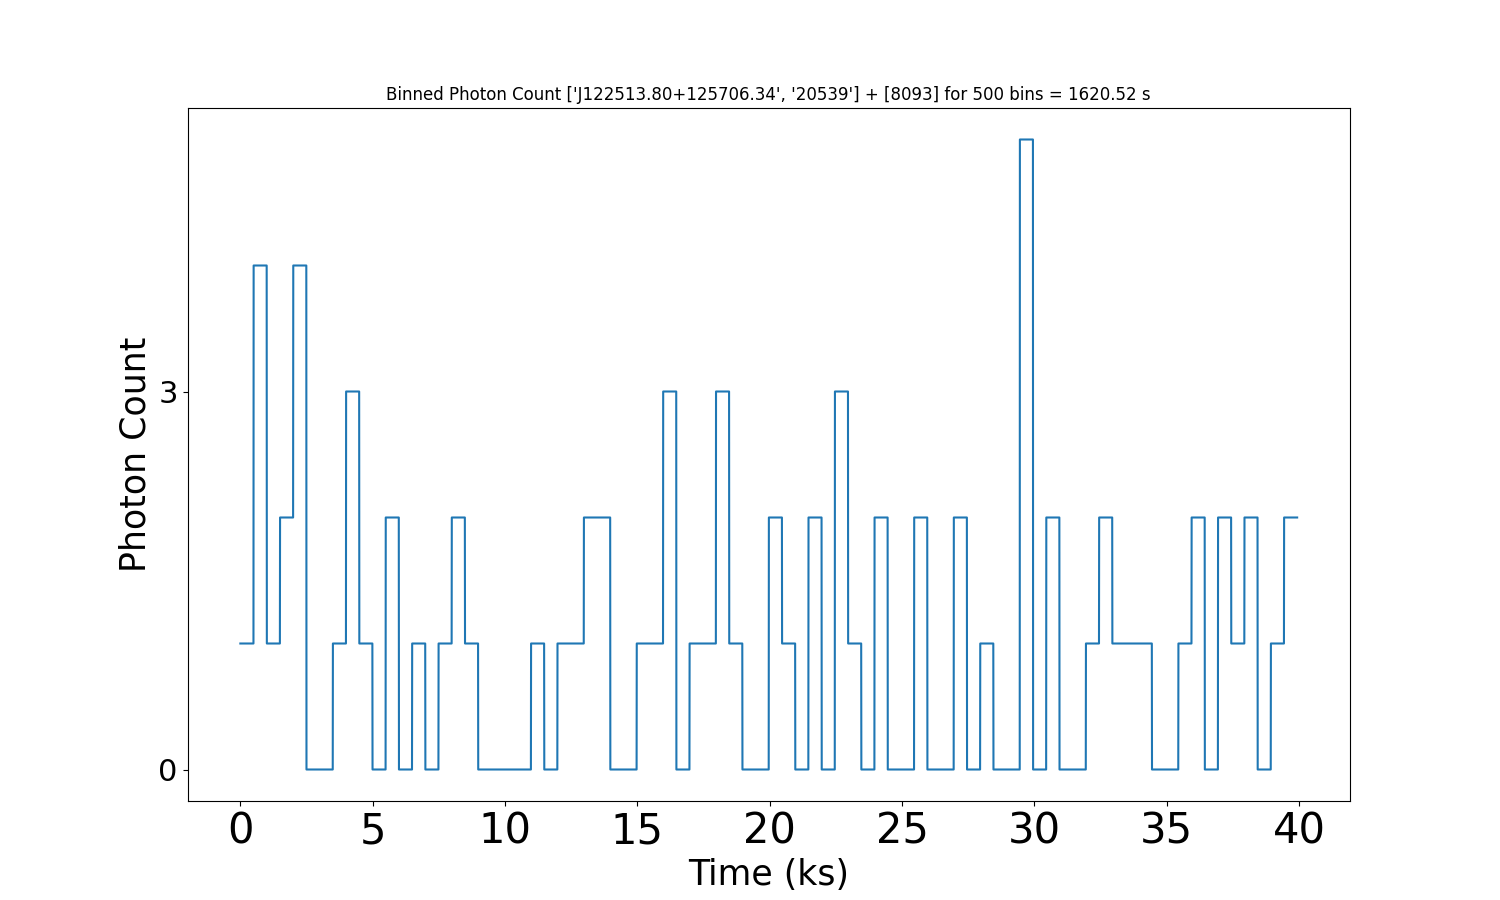 Binned Photon Count ['J122513.80+125706.34', '20539'] + [8093] for 500 bins = 1620.52 s
Photon Count
3
0
0 5 10 15 20 25 30 35 40
Time (ks)